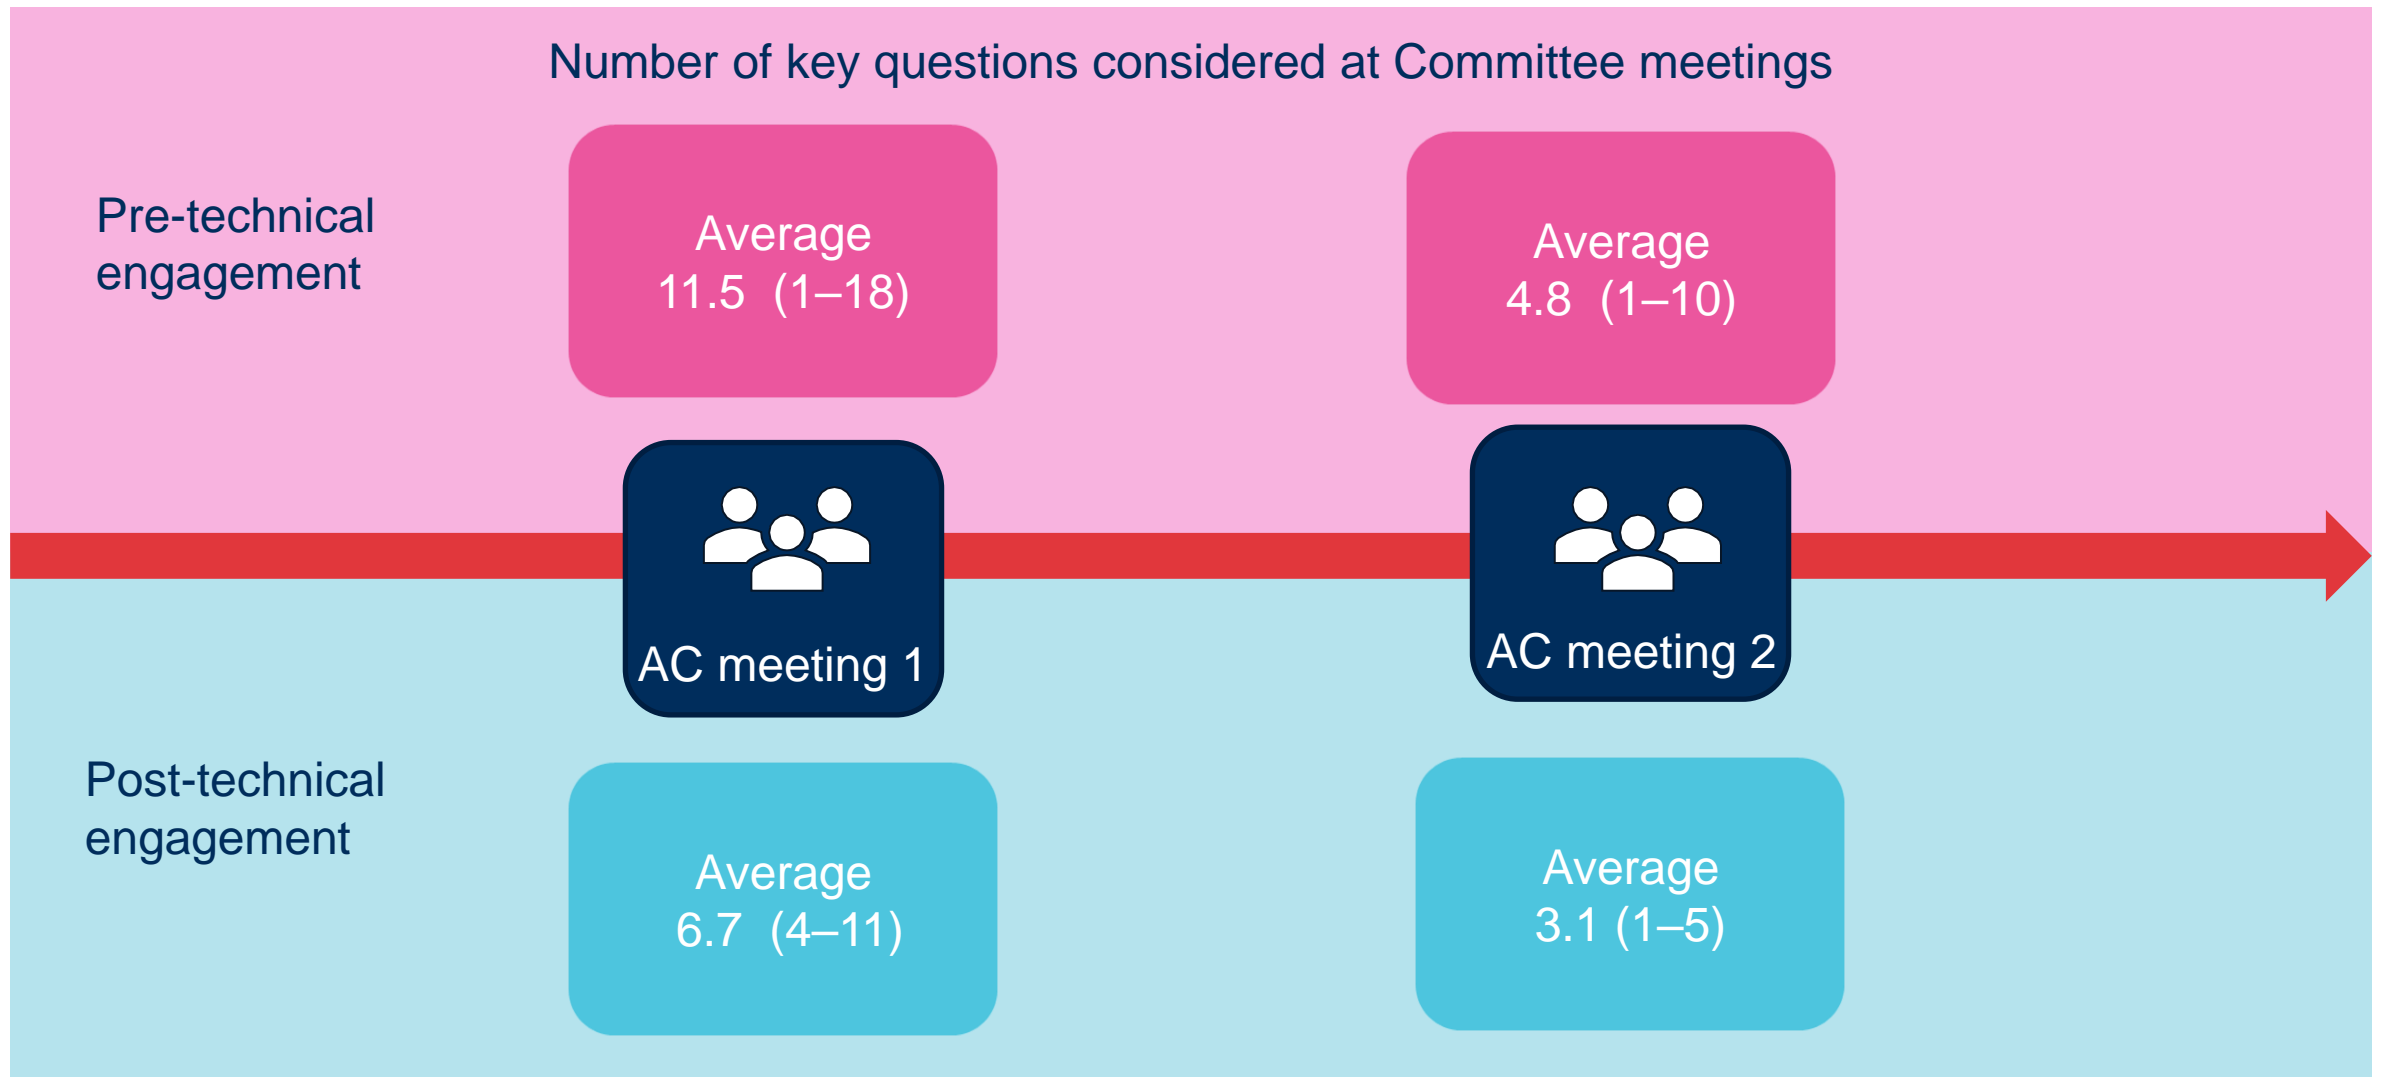 Number of key questions considered at Committee meetings
Pre-technical
engagement
Average
11.5  (1–18)
Average
4.8  (1–10)
AC meeting 1
AC meeting 2
Post-technical
engagement
Average
6.7  (4–11)
Average
3.1 (1–5)